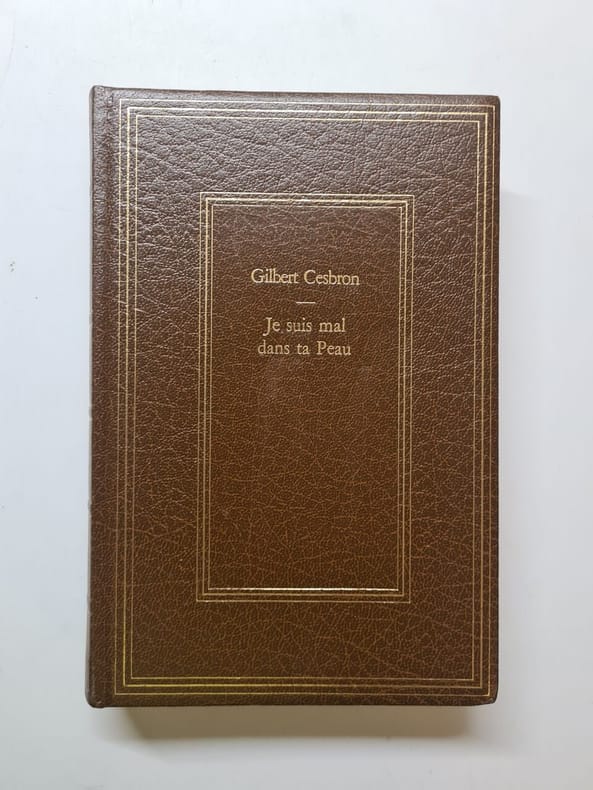 Gilbert Cesbron
Je suis mal
dans ta Peau